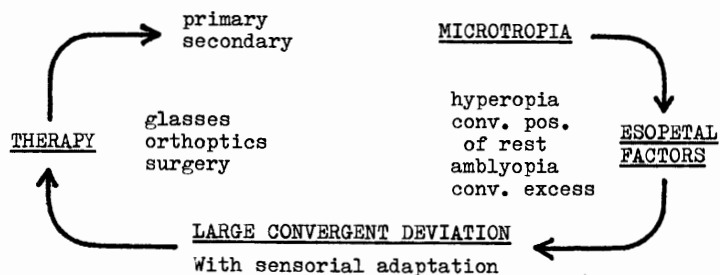 primary
secondary
MICROTROPIA
THERAPY
glasses
orthoptics
surgery
hyperopia
conv. pos.
of rest
amblyopia
conv. excess
ESOPETAL
FACTORS
LARGE CONVERGENT DEVIATION
With sensorial adaptation